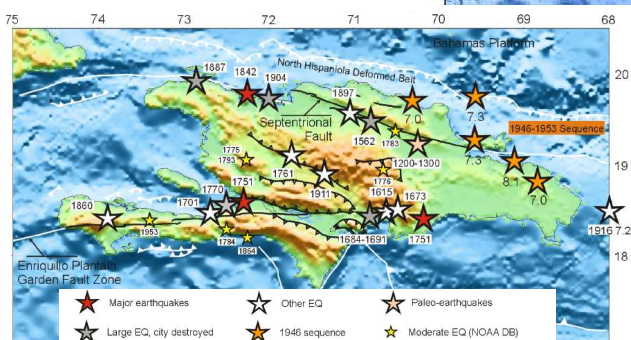 75 74 73 72 71 70 69 68
Bahamas Platform
North Hispaniola Deformed Belt
20
1887
1842
1904
1897
7.0
7.3
Septentrional
Fault
1562
1783
1946-1953 Sequence
7.3
1775
1793
1761
1911
1200-1300
1776
19
8.1
7.0
1770
1751
1701
1615
1673
1860
1953
1784
1864
1684-1691
1751
1916 7.2
18
Enriquillo Plantain
Garden Fault Zone
Major earthquakes
Other EQ
Paleo-earthquakes
Large EQ, city destroyed
1946 sequence
Moderate EQ (NOAA DB)